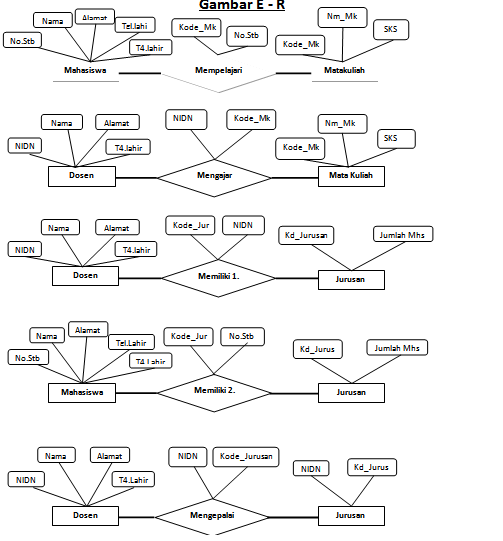 Gambar E - R
Nama
Alamat
Tel.lahi
No.Stb
T4.lahir
Kode_Mk
No.Stb
Nm_Mk
SKS
Kode_Mk
Mahasiswa
Mempelajari
Matakuliah
Nama
Alamat
NIDN
T4.lahir
NIDN
Kode_Mk
Nm_Mk
SKS
Kode_Mk
Dosen
Mengajar
Mata Kuliah
Nama
Alamat
NIDN
T4.lahir
Kode_Jur
NIDN
Kd_Jurusan
Jumlah Mhs
Dosen
Memiliki 1.
Jurusan
Nama
Alamat
Tel.Lahir
No.Stb
T4.Lahir
Kode_Jur
No.Stb
Kd_Jurus
Jumlah Mhs
Mahasiswa
Memiliki 2.
Jurusan
Nama
Alamat
NIDN
T4.lahir
NIDN
Kode_Jurusan
NIDN
Kd_Jurus
Dosen
Mengepalai
Jurusan